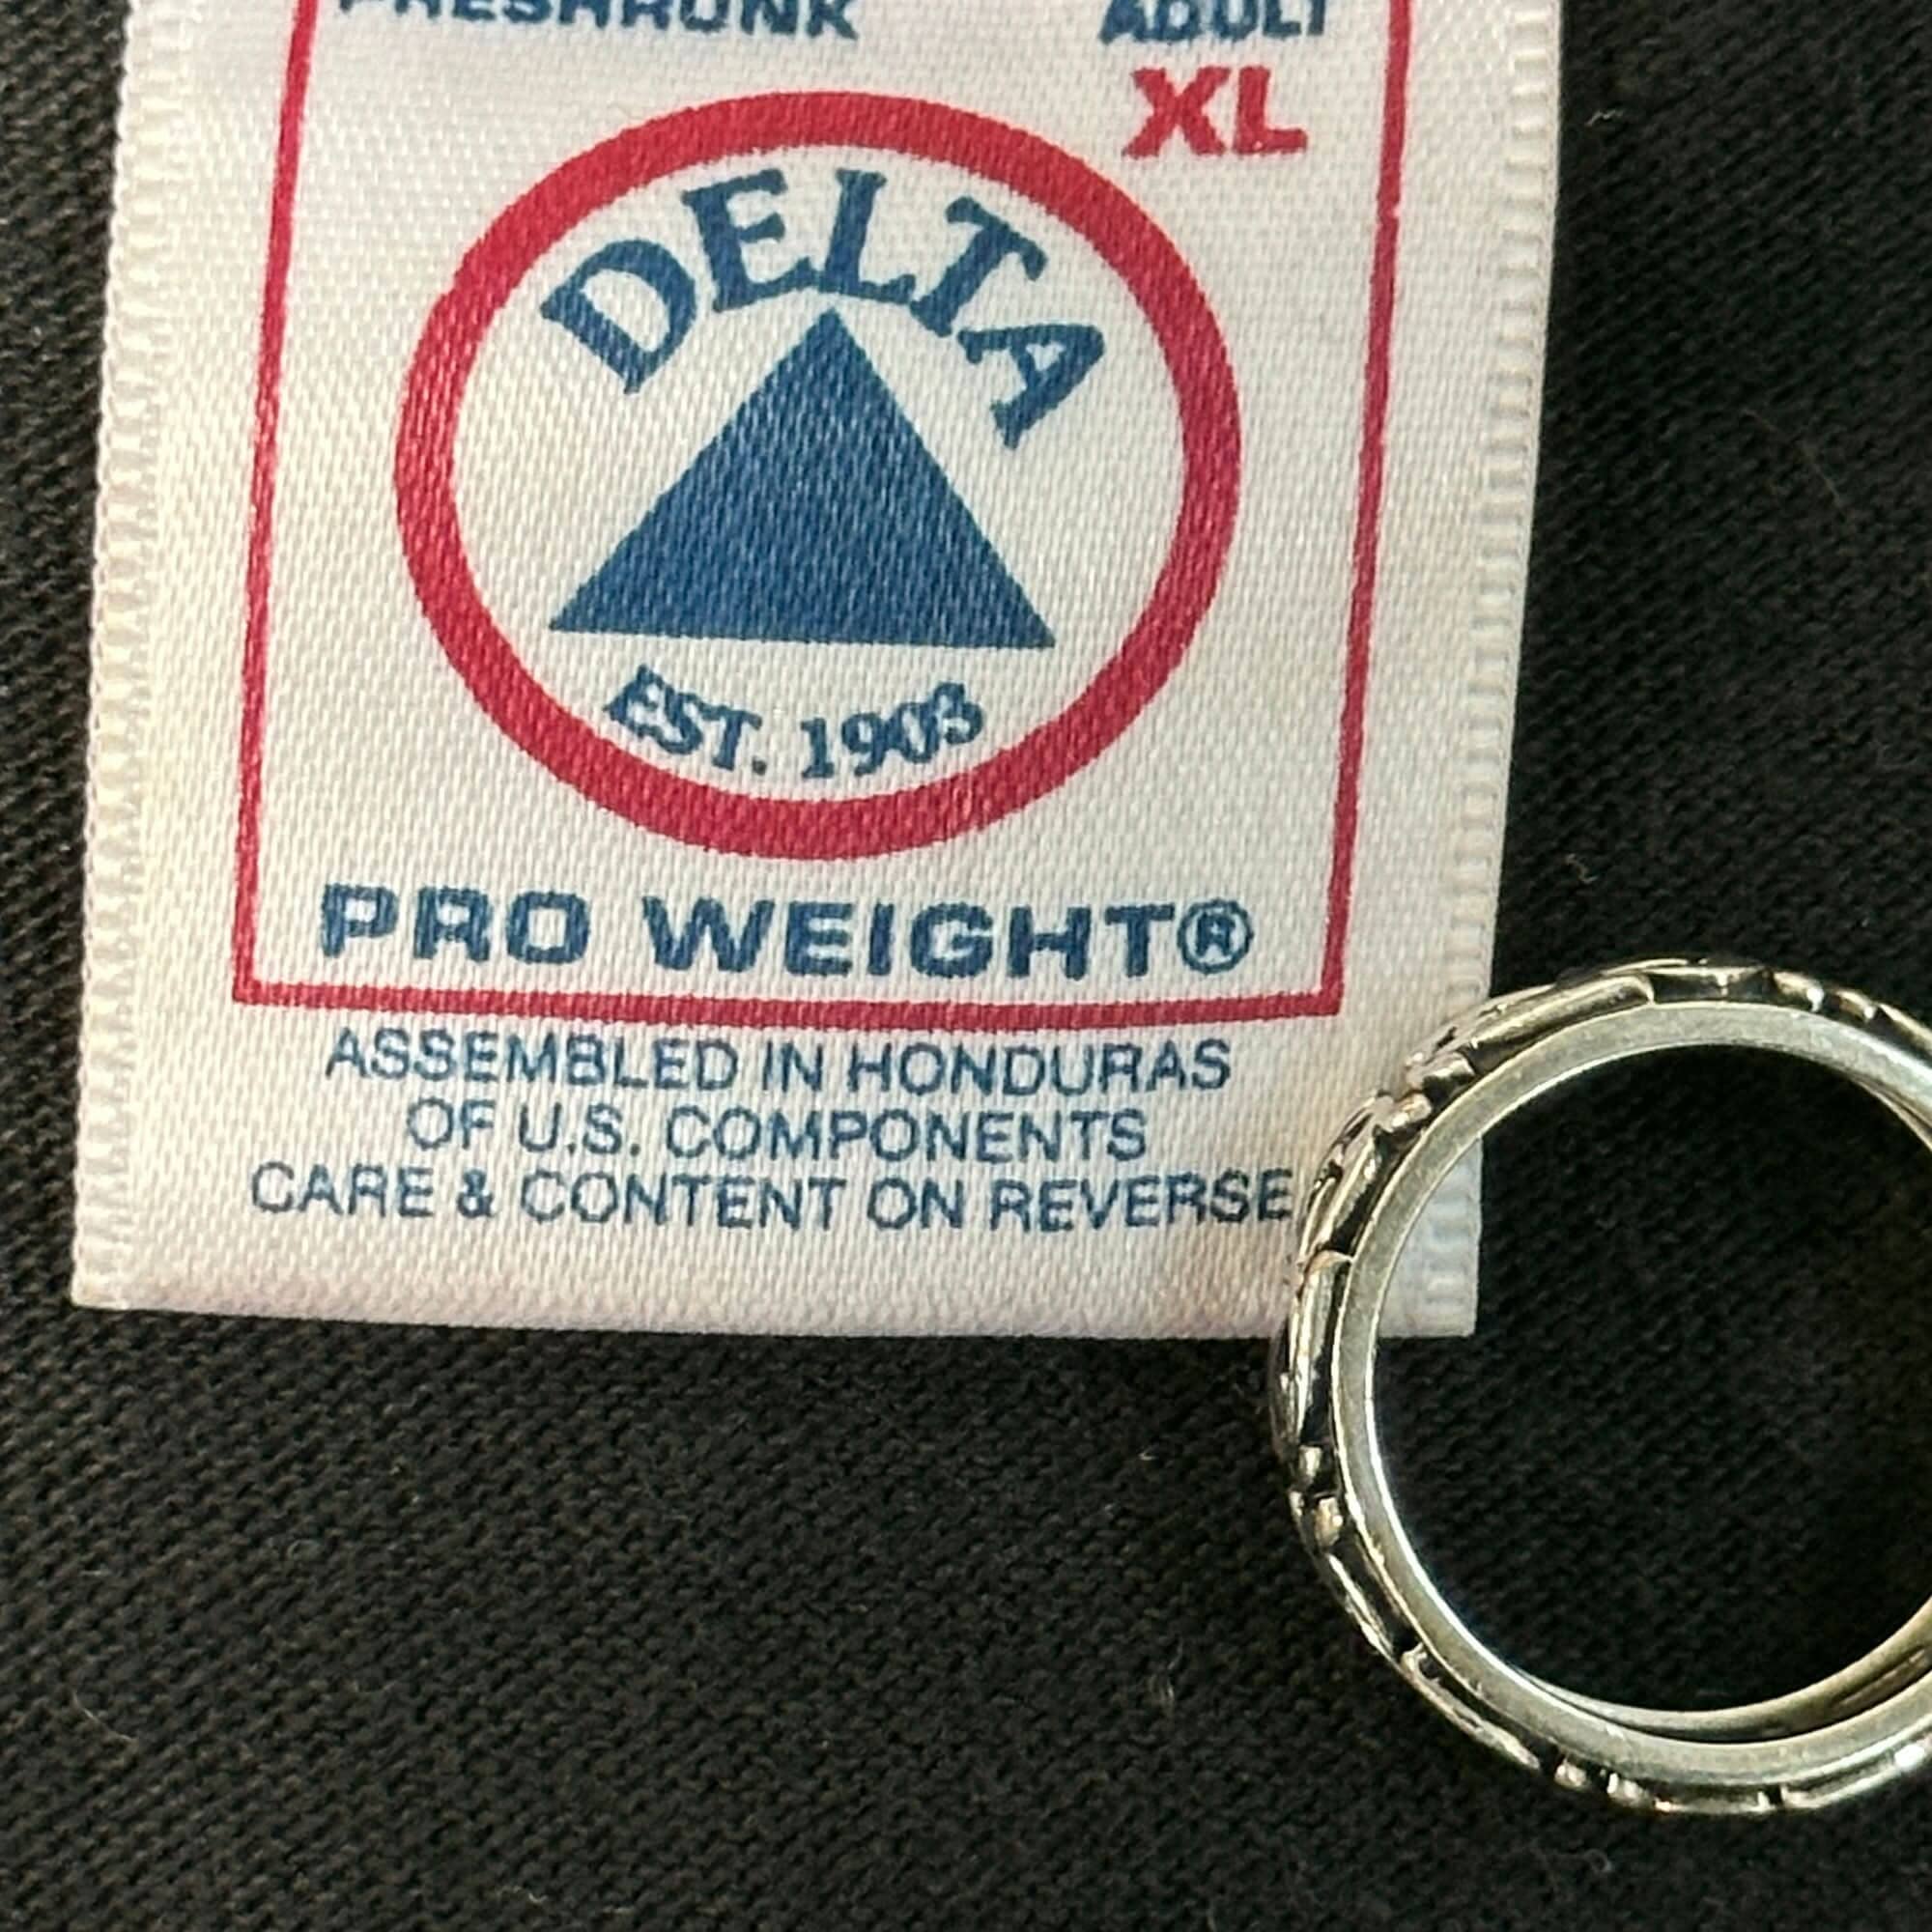 PRESHRUNK
ADULT
XL
DELTA
EST. 1903
PRO WEIGHT®
ASSEMBLED IN HONDURAS
OF U.S. COMPONENTS
CARE & CONTENT ON REVERSE